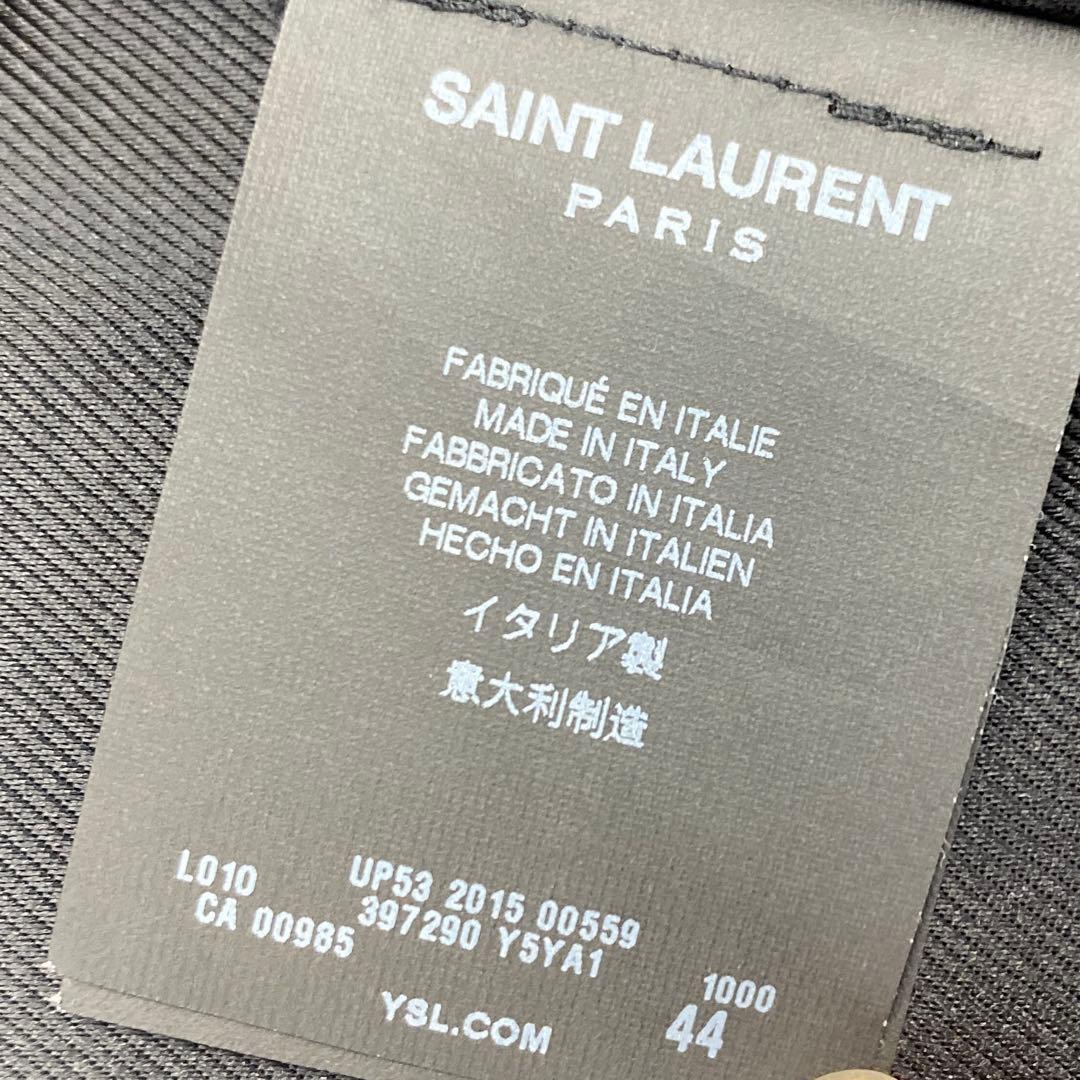 SAINT LAURENT
PARIS
FABRIQUÉ EN ITALIE
MADE IN ITALY
FABBRICATO IN ITALIA
GEMACHT IN ITALIEN
HECHO EN ITALIA
イタリア製
意大利制造
L010 UP53 2015 00559
CA 00985 397290 Y5YA1 1000
YSL.COM 44